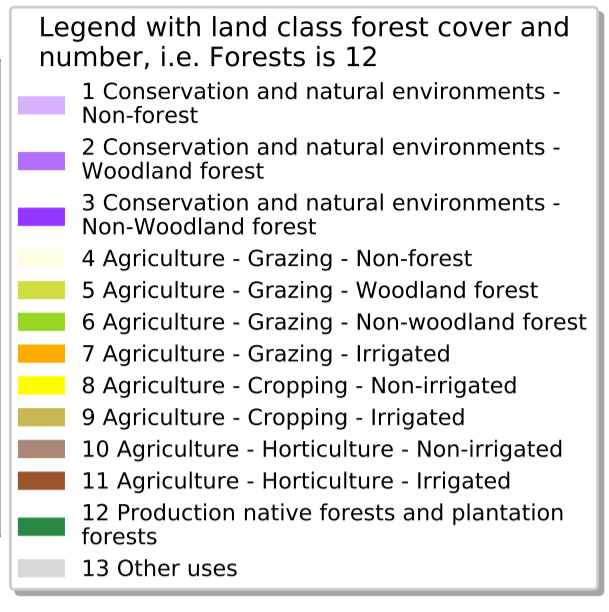 Legend with land class forest cover and
number, i.e. Forests is 12
1 Conservation and natural environments -
Non-forest
2 Conservation and natural environments -
Woodland forest
3 Conservation and natural environments -
Non-Woodland forest
4 Agriculture - Grazing - Non-forest
5 Agriculture - Grazing - Woodland forest
6 Agriculture - Grazing - Non-woodland forest
7 Agriculture - Grazing - Irrigated
8 Agriculture - Cropping - Non-irrigated
9 Agriculture - Cropping - Irrigated
10 Agriculture - Horticulture - Non-irrigated
11 Agriculture - Horticulture - Irrigated
12 Production native forests and plantation
forests
13 Other uses